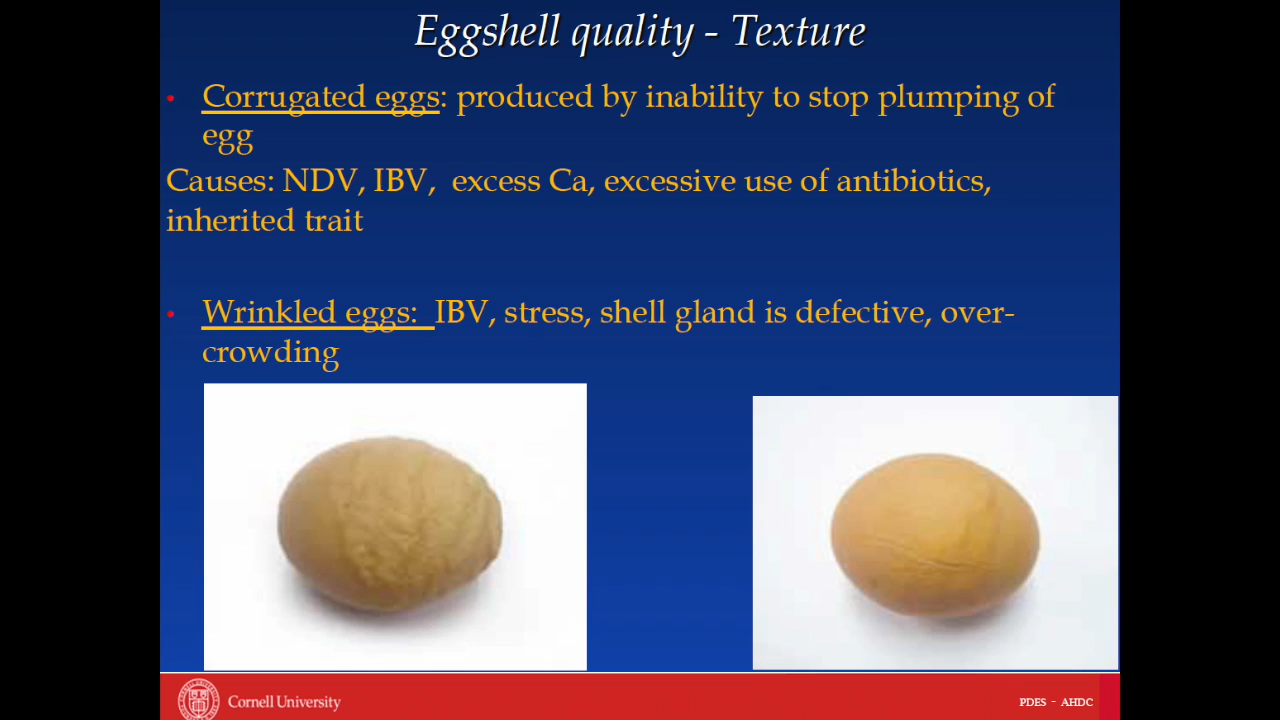 Eggshell quality - Texture
• Corrugated eggs: produced by inability to stop plumping of
egg
Causes: NDV, IBV,  excess Ca, excessive use of antibiotics,
inherited trait
• Wrinkled eggs:  IBV, stress, shell gland is defective, over-
crowding
Cornell University
PDES - AHDC